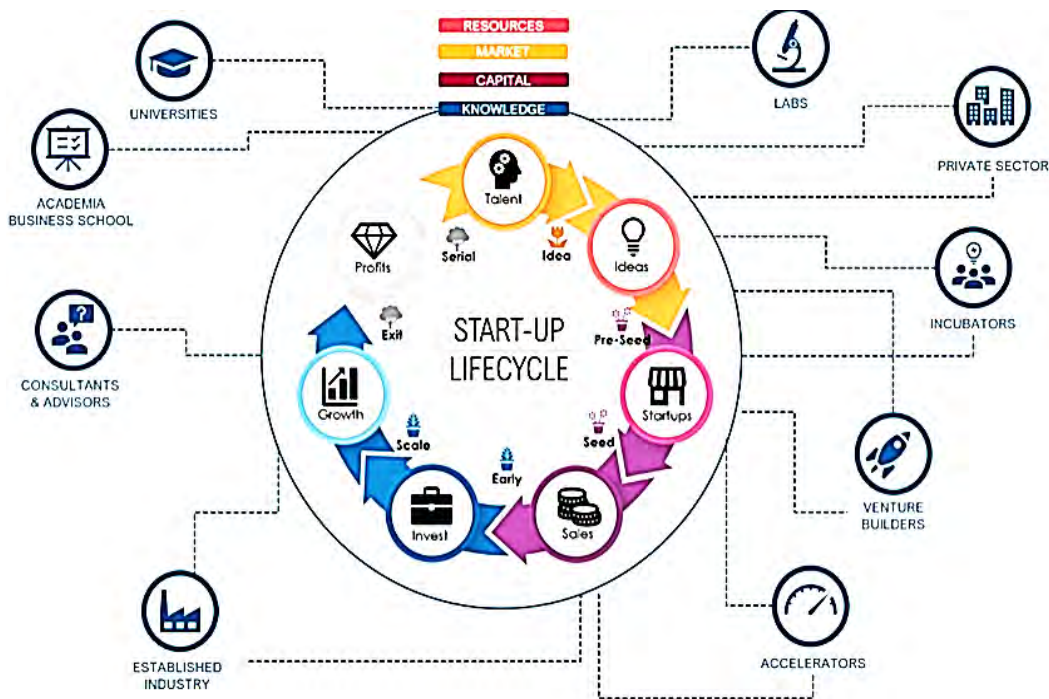 RESOURCES
MARKET
CAPITAL
KNOWLEDGE
UNIVERSITIES
LABS
ACADEMIA
BUSINESS SCHOOL
PRIVATE SECTOR
Talent
Profits
Serial
Idea
Ideas
Exit
START-UP
LIFECYCLE
Pre-Seed
INCUBATORS
CONSULTANTS
& ADVISORS
Growth
Startups
Scale
Seed
Early
Invest
Sales
VENTURE
BUILDERS
ESTABLISHED
INDUSTRY
ACCELERATORS